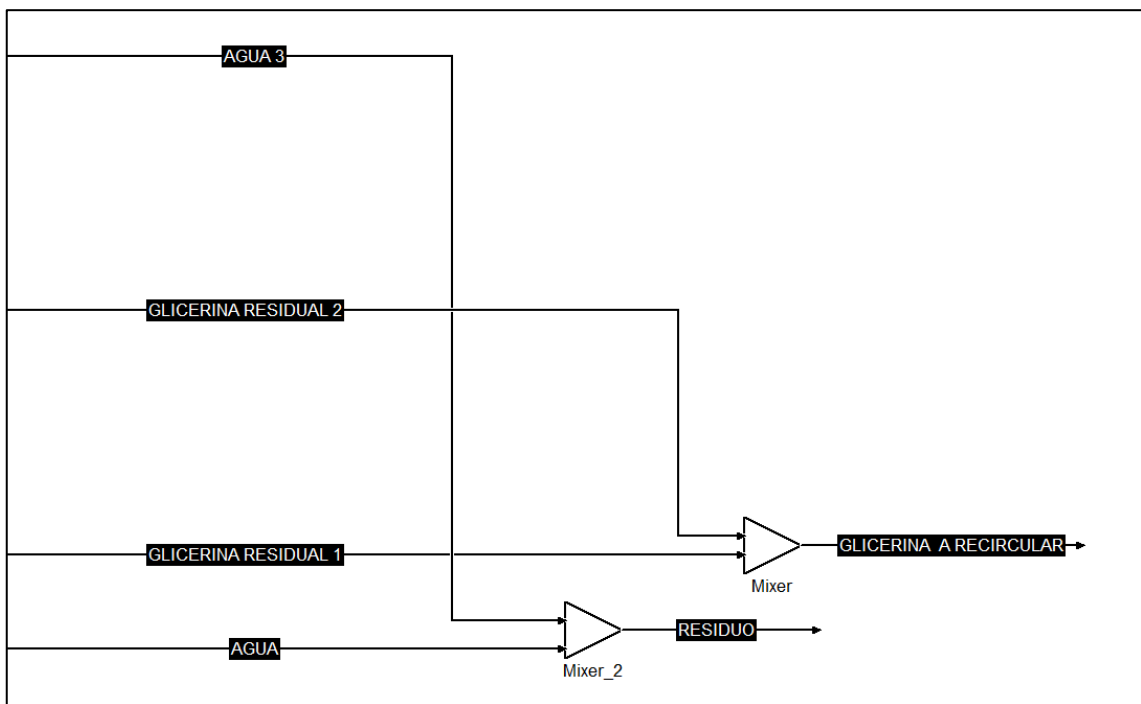 AGUA 3
GLICERINA RESIDUAL 2
GLICERINA RESIDUAL 1
GLICERINA  A RECIRCULAR
Mixer
AGUA
RESIDUO
Mixer_2